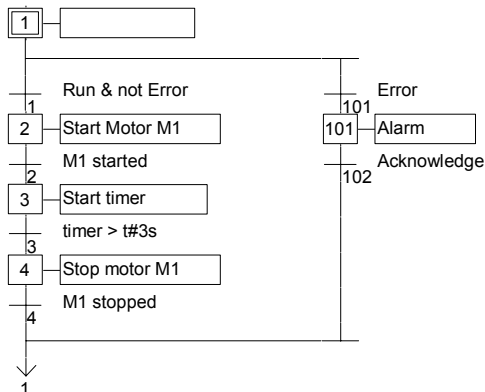 1
Run & not Error
Error
1
101
2 Start Motor M1
101 Alarm
M1 started
Acknowledge
2
102
3 Start timer
timer > t#3s
3
4 Stop motor M1
M1 stopped
4
1